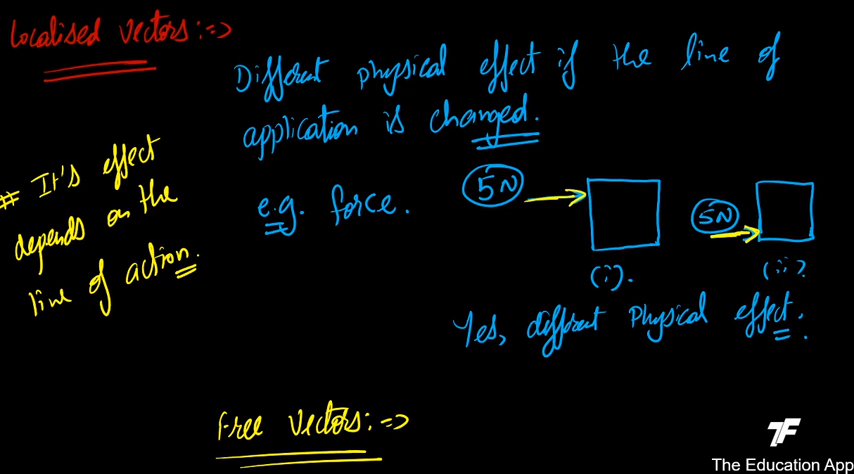 Localised Vectors:=>
Different physical effect if the line of
application is changed.
# It's effect
depends on the
line of action.
e.g. force.
5N
5N
(i).
(ii).
Yes, different Physical effect.
Free Vectors:=>
The Education App